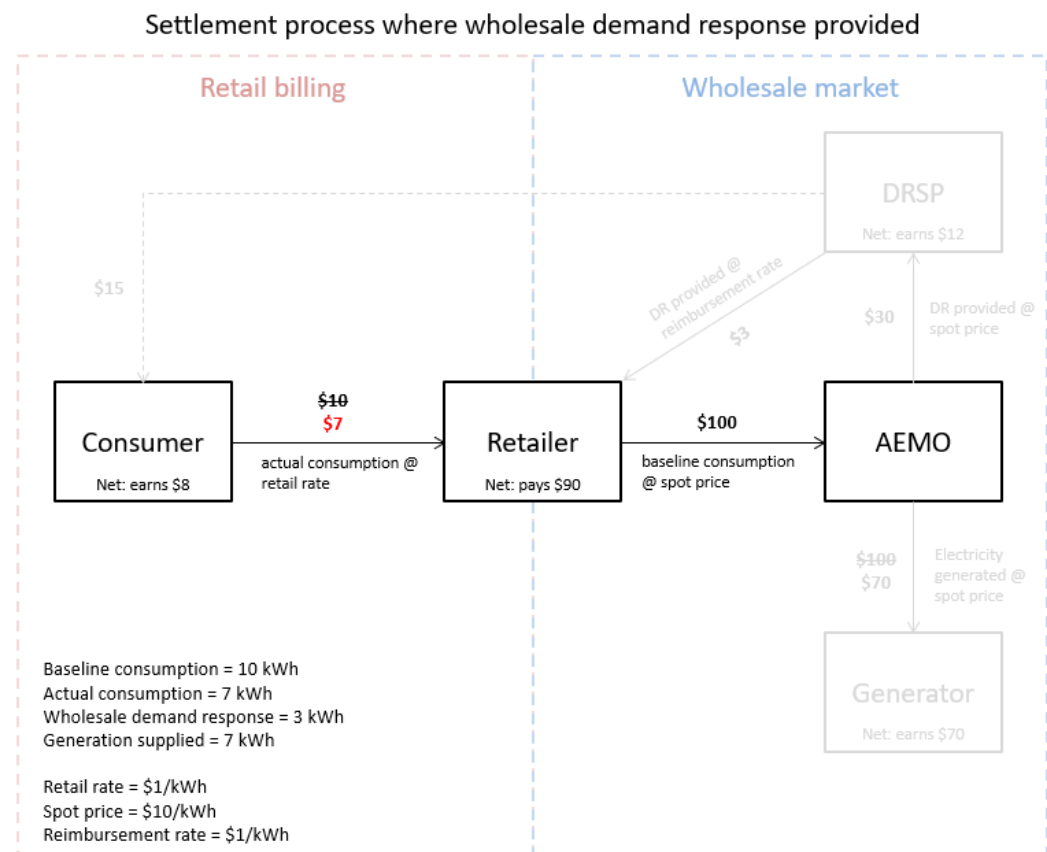 Settlement process where wholesale demand response provided
Retail billing
Wholesale market
DRSP
Net: earns $12
$15
DR provided @
reimbursement rate
$3
$30
DR provided @
spot price
Consumer
Net: earns $8
$10
$7
actual consumption @
retail rate
Retailer
Net: pays $90
$100
baseline consumption
@ spot price
AEMO
$100
$70
Electricity
generated @
spot price
Generator
Net: earns $70
Baseline consumption = 10 kWh
Actual consumption = 7 kWh
Wholesale demand response = 3 kWh
Generation supplied = 7 kWh
Retail rate = $1/kWh
Spot price = $10/kWh
Reimbursement rate = $1/kWh